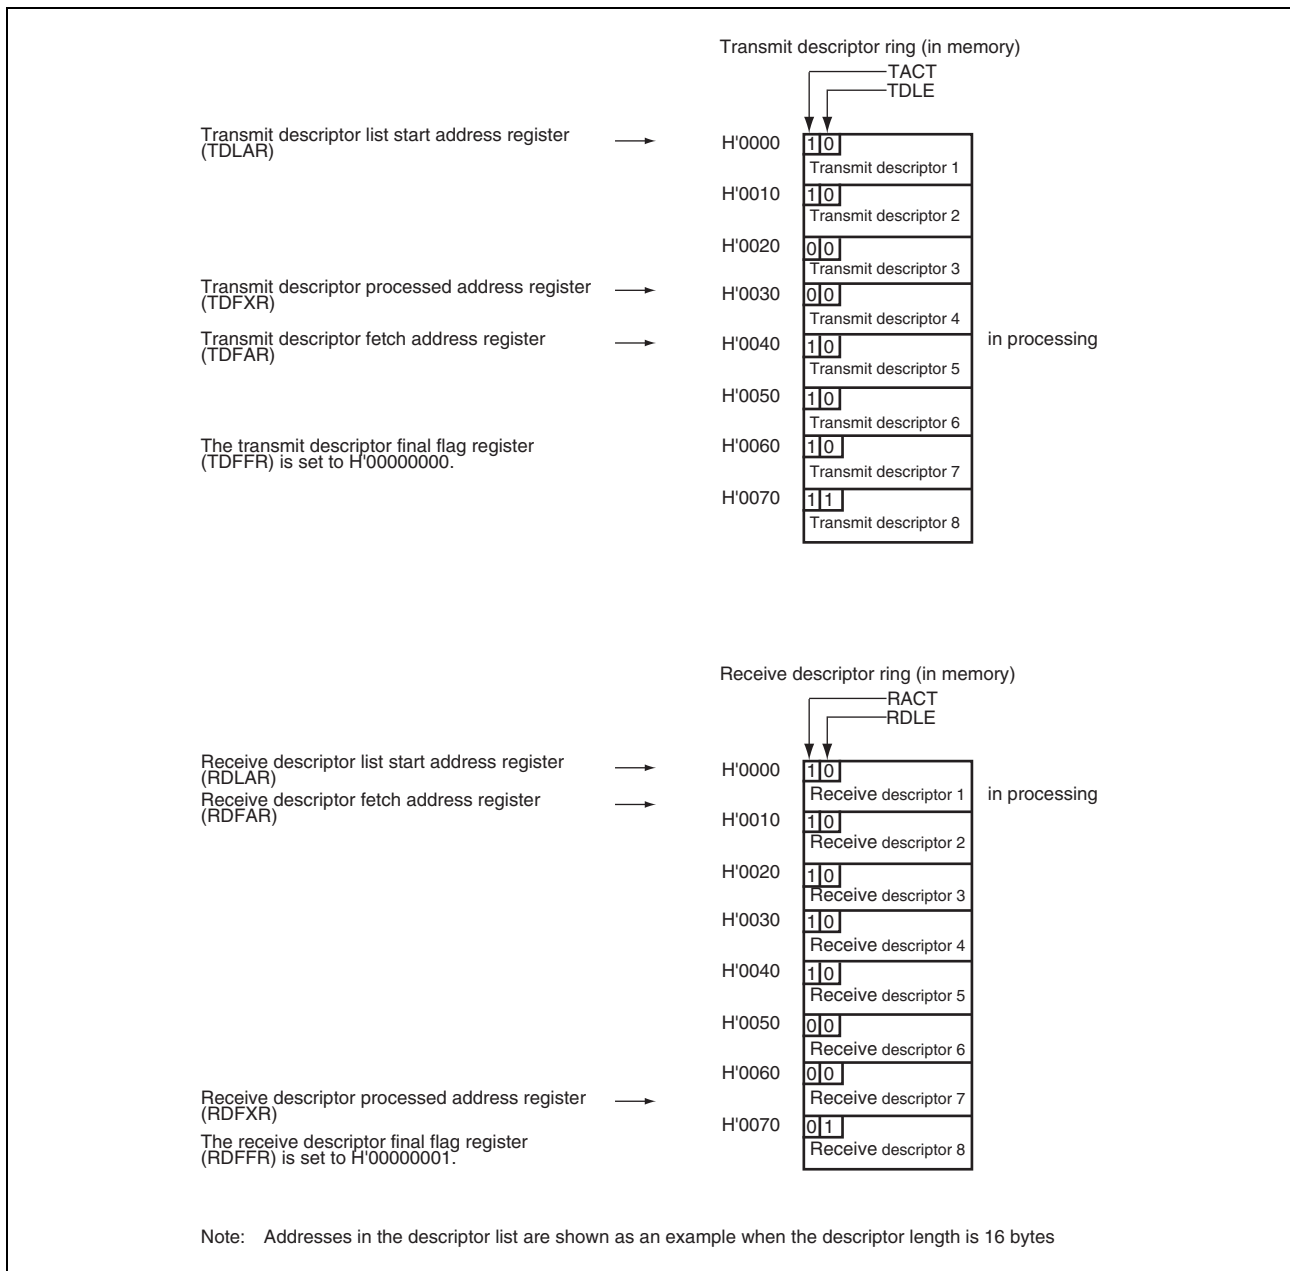 Transmit descriptor ring (in memory)
TACT
TDLE
Transmit descriptor list start address register
(TDLAR)
H'0000
1 0
Transmit descriptor 1
H'0010
1 0
Transmit descriptor 2
H'0020
0 0
Transmit descriptor 3
Transmit descriptor processed address register
(TDFXR)
H'0030
0 0
Transmit descriptor 4
Transmit descriptor fetch address register
(TDFAR)
H'0040
1 0
in processing
Transmit descriptor 5
H'0050
1 0
Transmit descriptor 6
The transmit descriptor final flag register
(TDFFR) is set to H'00000000.
H'0060
1 0
Transmit descriptor 7
H'0070
1 1
Transmit descriptor 8
Receive descriptor ring (in memory)
RACT
RDLE
Receive descriptor list start address register
(RDLAR)
H'0000
1 0
Receive descriptor 1
in processing
Receive descriptor fetch address register
(RDFAR)
H'0010
1 0
Receive descriptor 2
H'0020
1 0
Receive descriptor 3
H'0030
1 0
Receive descriptor 4
H'0040
1 0
Receive descriptor 5
H'0050
0 0
Receive descriptor 6
H'0060
0 0
Receive descriptor 7
Receive descriptor processed address register
(RDFXR)
H'0070
0 1
Receive descriptor 8
The receive descriptor final flag register
(RDFFR) is set to H'00000001.
Note: Addresses in the descriptor list are shown as an example when the descriptor length is 16 bytes